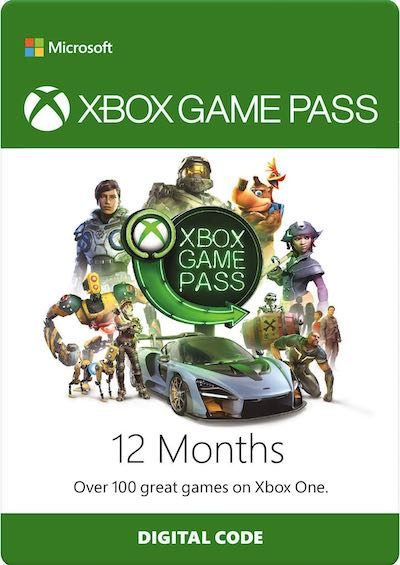 Microsoft
XBOX GAME PASS
XBOX
GAME
PASS
12 Months
Over 100 great games on Xbox One.
DIGITAL CODE